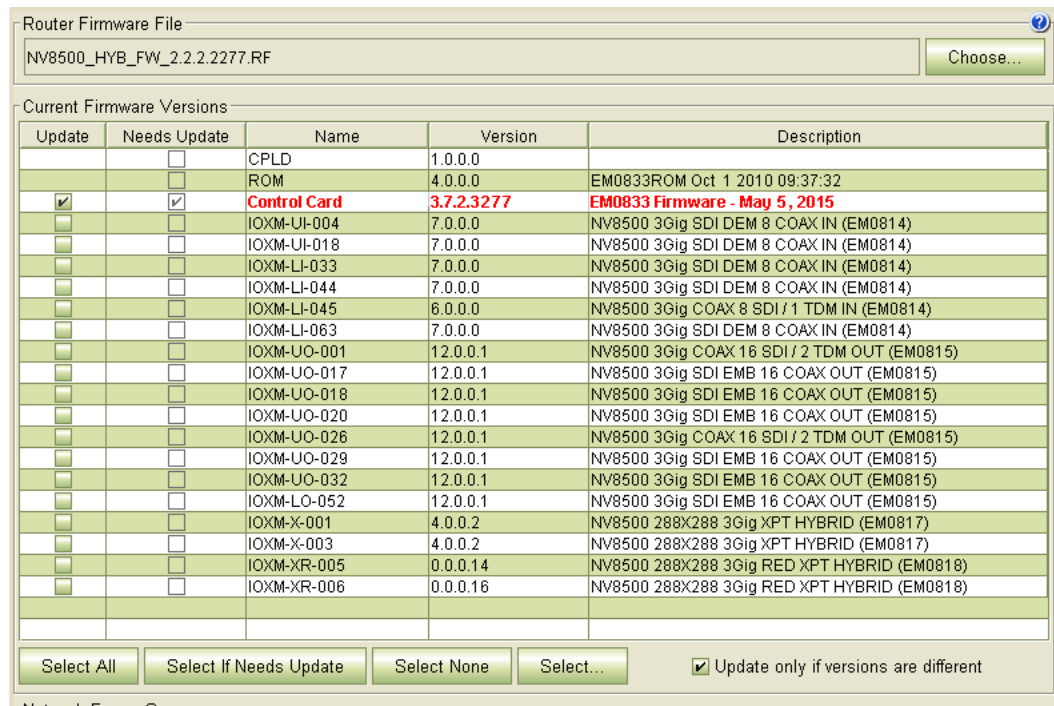 Router Firmware File
NV8500_HYB_FW_2.2.2.2277.RF
Choose...
Current Firmware Versions
Update Needs Update Name Version Description
CPLD 1.0.0.0
ROM 4.0.0.0 EM0833ROM Oct 1 2010 09:37:32
Control Card 3.7.2.3277 EM0833 Firmware - May 5, 2015
IOXM-UI-004 7.0.0.0 NV8500 3Gig SDI DEM 8 COAX IN (EM0814)
IOXM-UI-018 7.0.0.0 NV8500 3Gig SDI DEM 8 COAX IN (EM0814)
IOXM-LI-033 7.0.0.0 NV8500 3Gig SDI DEM 8 COAX IN (EM0814)
IOXM-LI-044 7.0.0.0 NV8500 3Gig SDI DEM 8 COAX IN (EM0814)
IOXM-LI-045 6.0.0.0 NV8500 3Gig COAX 8 SDI / 1 TDM IN (EM0814)
IOXM-LI-063 7.0.0.0 NV8500 3Gig SDI DEM 8 COAX IN (EM0814)
IOXM-UO-001 12.0.0.1 NV8500 3Gig COAX 16 SDI / 2 TDM OUT (EM0815)
IOXM-UO-017 12.0.0.1 NV8500 3Gig SDI EMB 16 COAX OUT (EM0815)
IOXM-UO-018 12.0.0.1 NV8500 3Gig SDI EMB 16 COAX OUT (EM0815)
IOXM-UO-020 12.0.0.1 NV8500 3Gig SDI EMB 16 COAX OUT (EM0815)
IOXM-UO-026 12.0.0.1 NV8500 3Gig COAX 16 SDI / 2 TDM OUT (EM0815)
IOXM-UO-029 12.0.0.1 NV8500 3Gig SDI EMB 16 COAX OUT (EM0815)
IOXM-UO-032 12.0.0.1 NV8500 3Gig SDI EMB 16 COAX OUT (EM0815)
IOXM-LO-052 12.0.0.1 NV8500 3Gig SDI EMB 16 COAX OUT (EM0815)
IOXM-X-001 4.0.0.2 NV8500 288X288 3Gig XPT HYBRID (EM0817)
IOXM-X-003 4.0.0.2 NV8500 288X288 3Gig XPT HYBRID (EM0817)
IOXM-XR-005 0.0.0.14 NV8500 288X288 3Gig RED XPT HYBRID (EM0818)
IOXM-XR-006 0.0.0.16 NV8500 288X288 3Gig RED XPT HYBRID (EM0818)
Select All Select If Needs Update Select None Select... Update only if versions are different